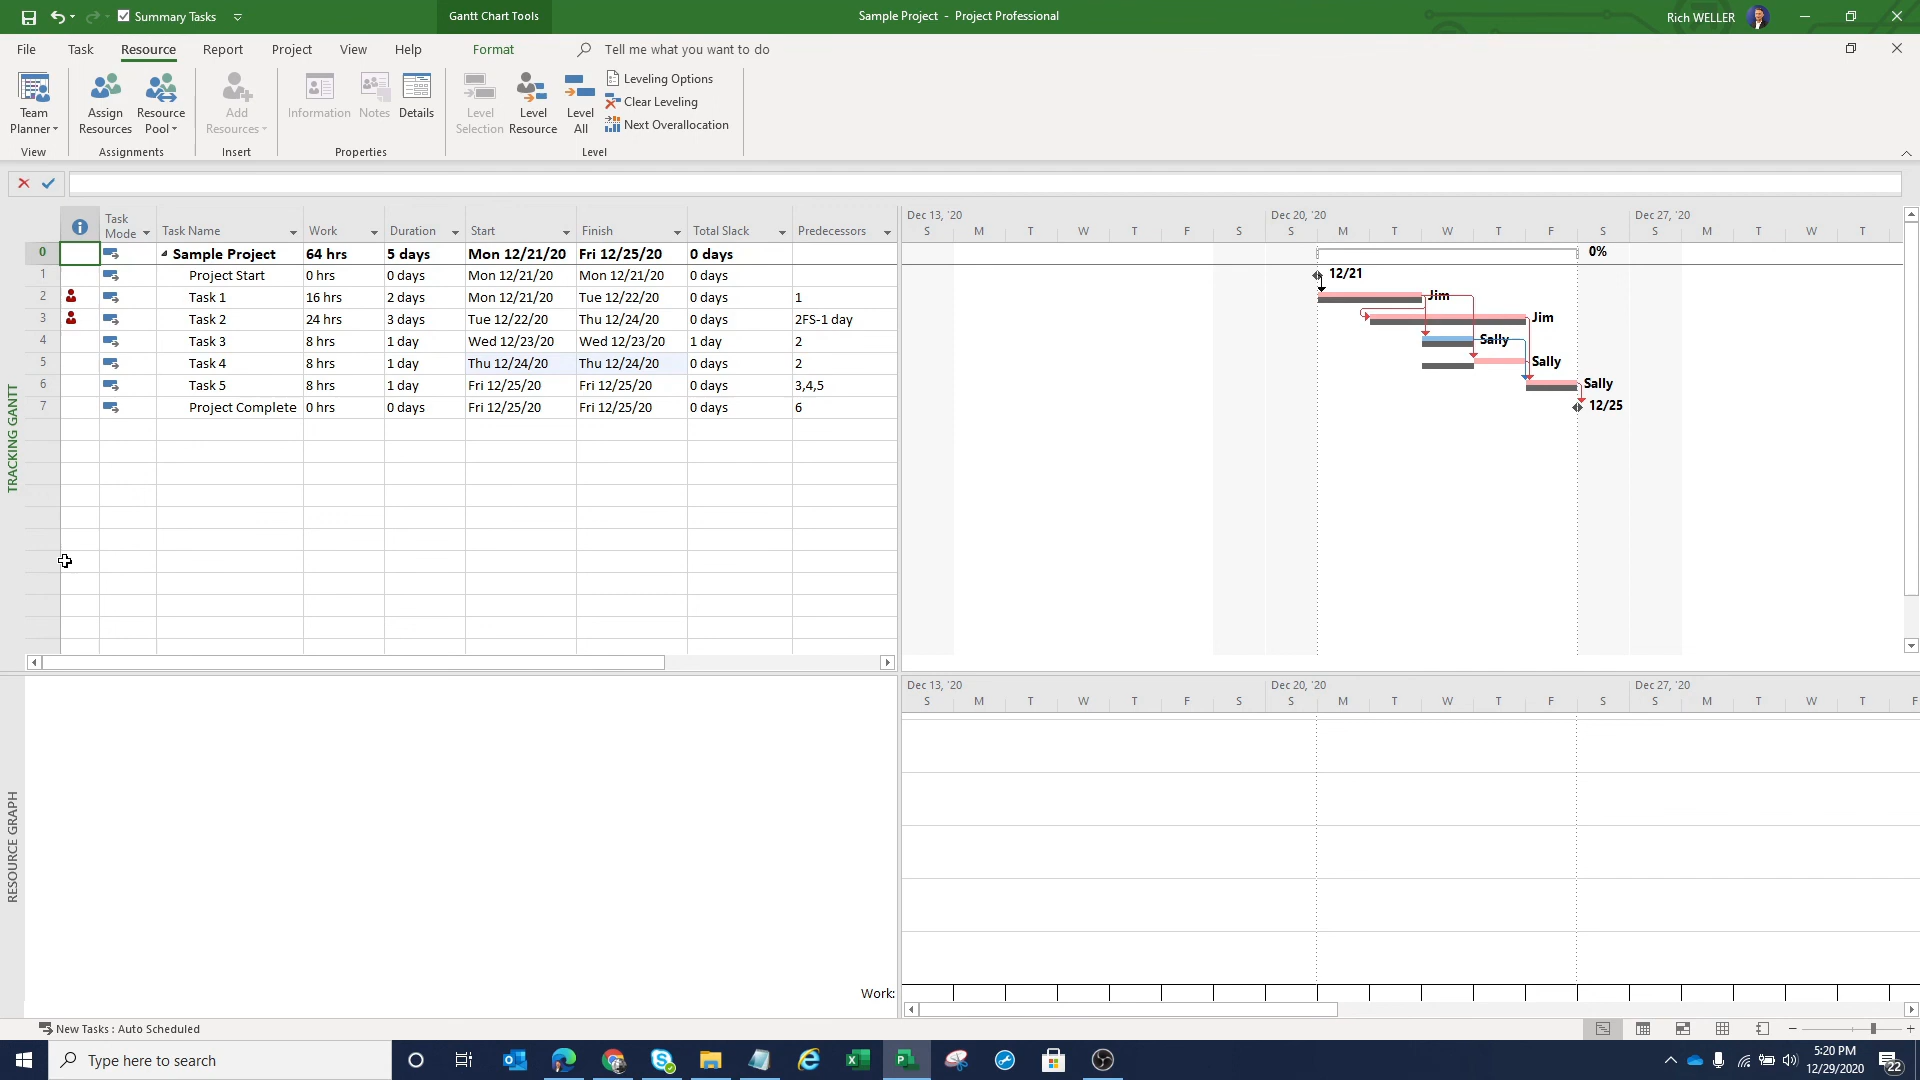 Summary Tasks
Gantt Chart Tools
Sample Project - Project Professional
Rich WELLER
File Task Resource Report Project View Help Format Tell me what you want to do
Team Planner
Assign Resources
Resource Pool
Add Resources
Information
Notes
Details
Level Selection
Level Resource
Level All
Leveling Options
Clear Leveling
Next Overallocation
View Assignments Insert Properties Level
Task Mode Task Name Work Duration Start Finish Total Slack Predecessors
0 Sample Project 64 hrs 5 days Mon 12/21/20 Fri 12/25/20 0 days
1 Project Start 0 hrs 0 days Mon 12/21/20 Mon 12/21/20 0 days
2 Task 1 16 hrs 2 days Mon 12/21/20 Tue 12/22/20 0 days 1
3 Task 2 24 hrs 3 days Tue 12/22/20 Thu 12/24/20 0 days 2FS-1 day
4 Task 3 8 hrs 1 day Wed 12/23/20 Wed 12/23/20 1 day 2
5 Task 4 8 hrs 1 day Thu 12/24/20 Thu 12/24/20 0 days 2
6 Task 5 8 hrs 1 day Fri 12/25/20 Fri 12/25/20 0 days 3,4,5
7 Project Complete 0 hrs 0 days Fri 12/25/20 Fri 12/25/20 0 days 6
TRACKING GANTT
Dec 13, '20 Dec 20, '20 Dec 27, '20
S M T W T F S S M T W T F S S M T W T
0%
12/21
Jim
Jim
Sally
Sally
Sally
12/25
RESOURCE GRAPH
Dec 13, '20 Dec 20, '20 Dec 27, '20
S M T W T F S S M T W T F S S M T W T F
Work:
New Tasks : Auto Scheduled
Type here to search
5:20 PM
12/29/2020
22